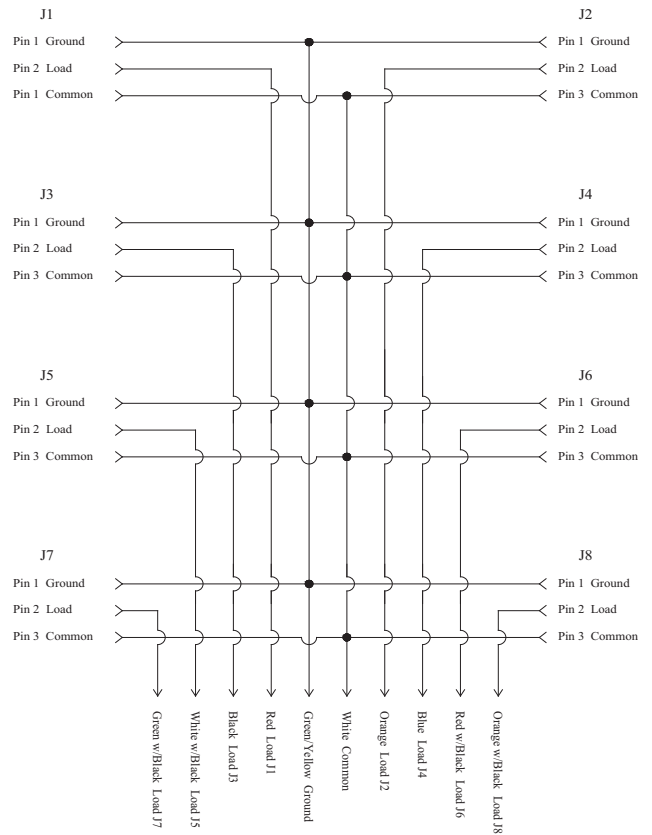 J1
J2
Pin 1 Ground
Pin 1 Ground
Pin 2 Load
Pin 2 Load
Pin 1 Common
Pin 3 Common
J3
J4
Pin 1 Ground
Pin 1 Ground
Pin 2 Load
Pin 2 Load
Pin 3 Common
Pin 3 Common
J5
J6
Pin 1 Ground
Pin 1 Ground
Pin 2 Load
Pin 2 Load
Pin 3 Common
Pin 3 Common
J7
J8
Pin 1 Ground
Pin 1 Ground
Pin 2 Load
Pin 2 Load
Pin 3 Common
Pin 3 Common
Green w/Black Load J7
White w/Black Load J5
Black Load J3
Red Load J1
Green/Yellow Ground
White Common
Orange Load J2
Blue Load J4
Red w/Black Load J6
Orange w/Black Load J8